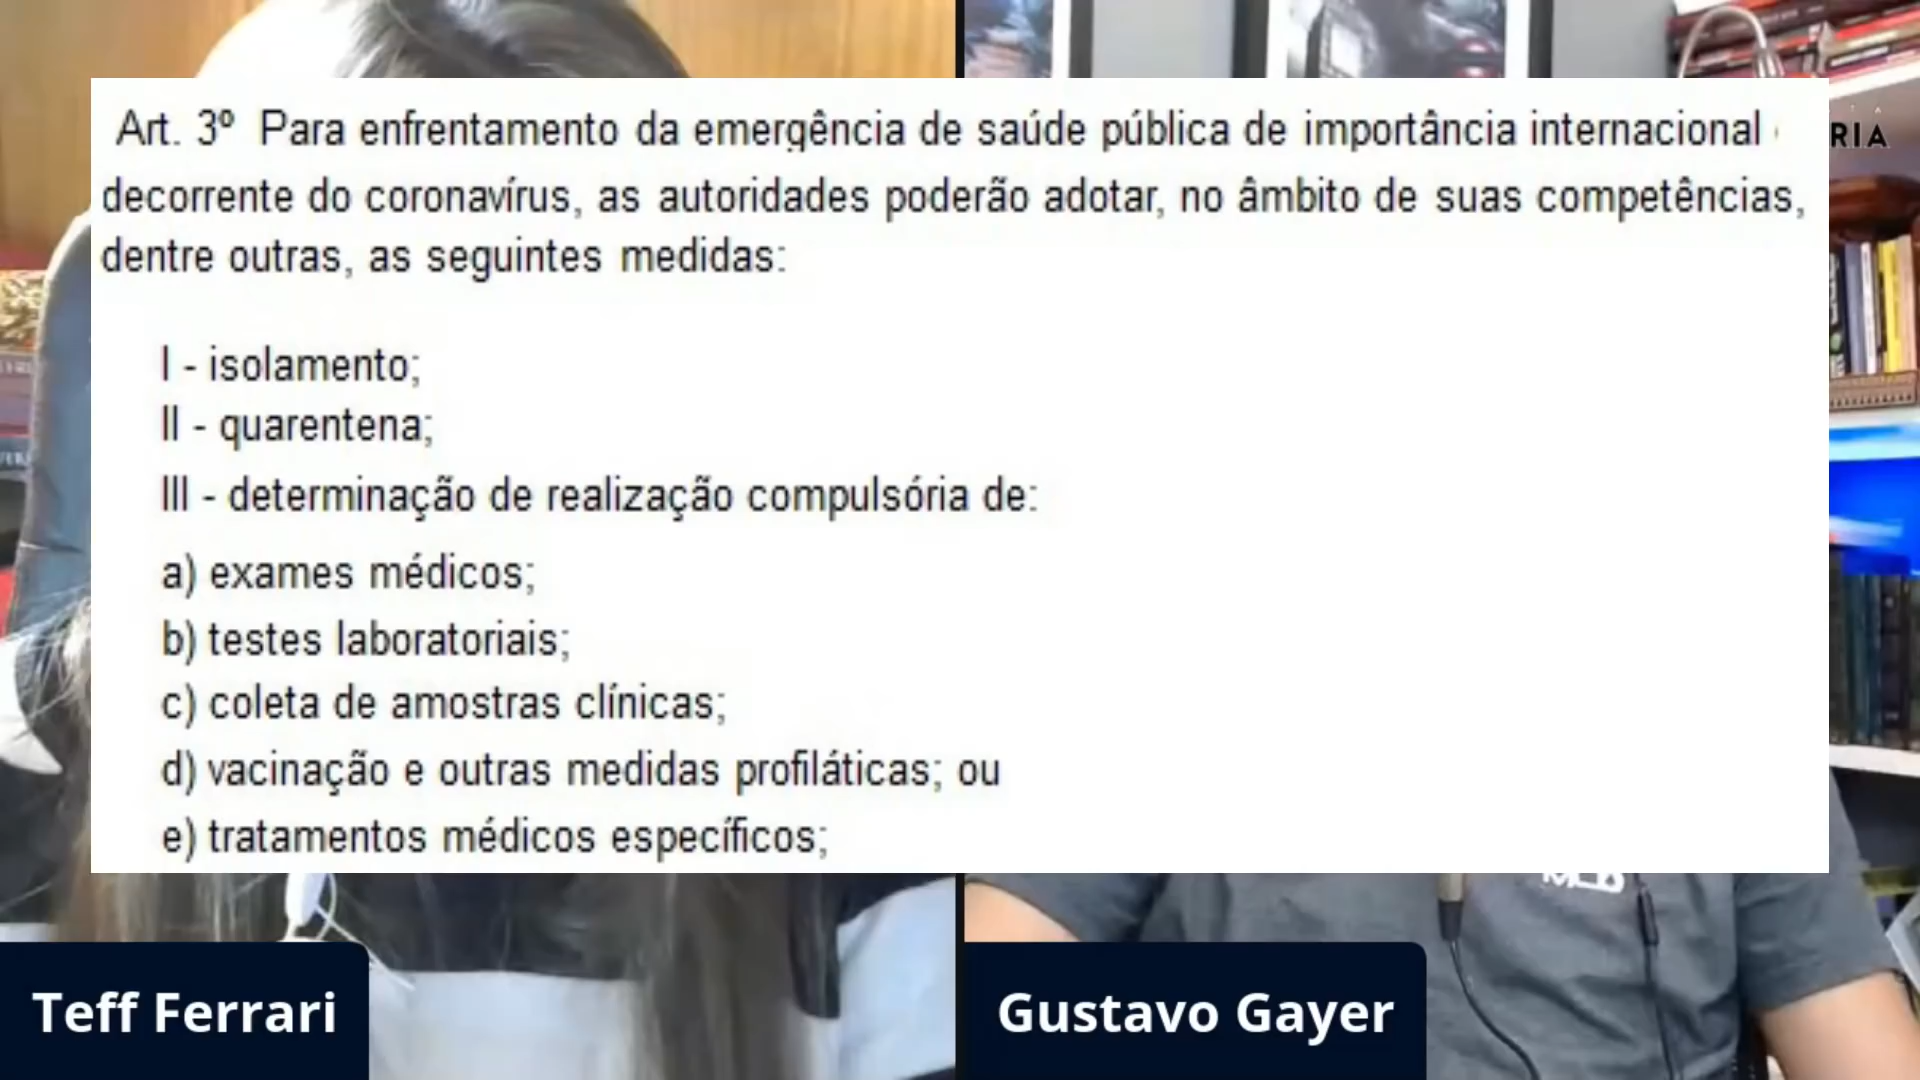 Art. 3º Para enfrentamento da emergência de saúde pública de importância internacional
decorrente do coronavírus, as autoridades poderão adotar, no âmbito de suas competências,
dentre outras, as seguintes medidas:
I - isolamento;
II - quarentena;
III - determinação de realização compulsória de:
a) exames médicos;
b) testes laboratoriais;
c) coleta de amostras clínicas;
d) vacinação e outras medidas profiláticas; ou
e) tratamentos médicos específicos;
RIA
Teff Ferrari
Gustavo Gayer